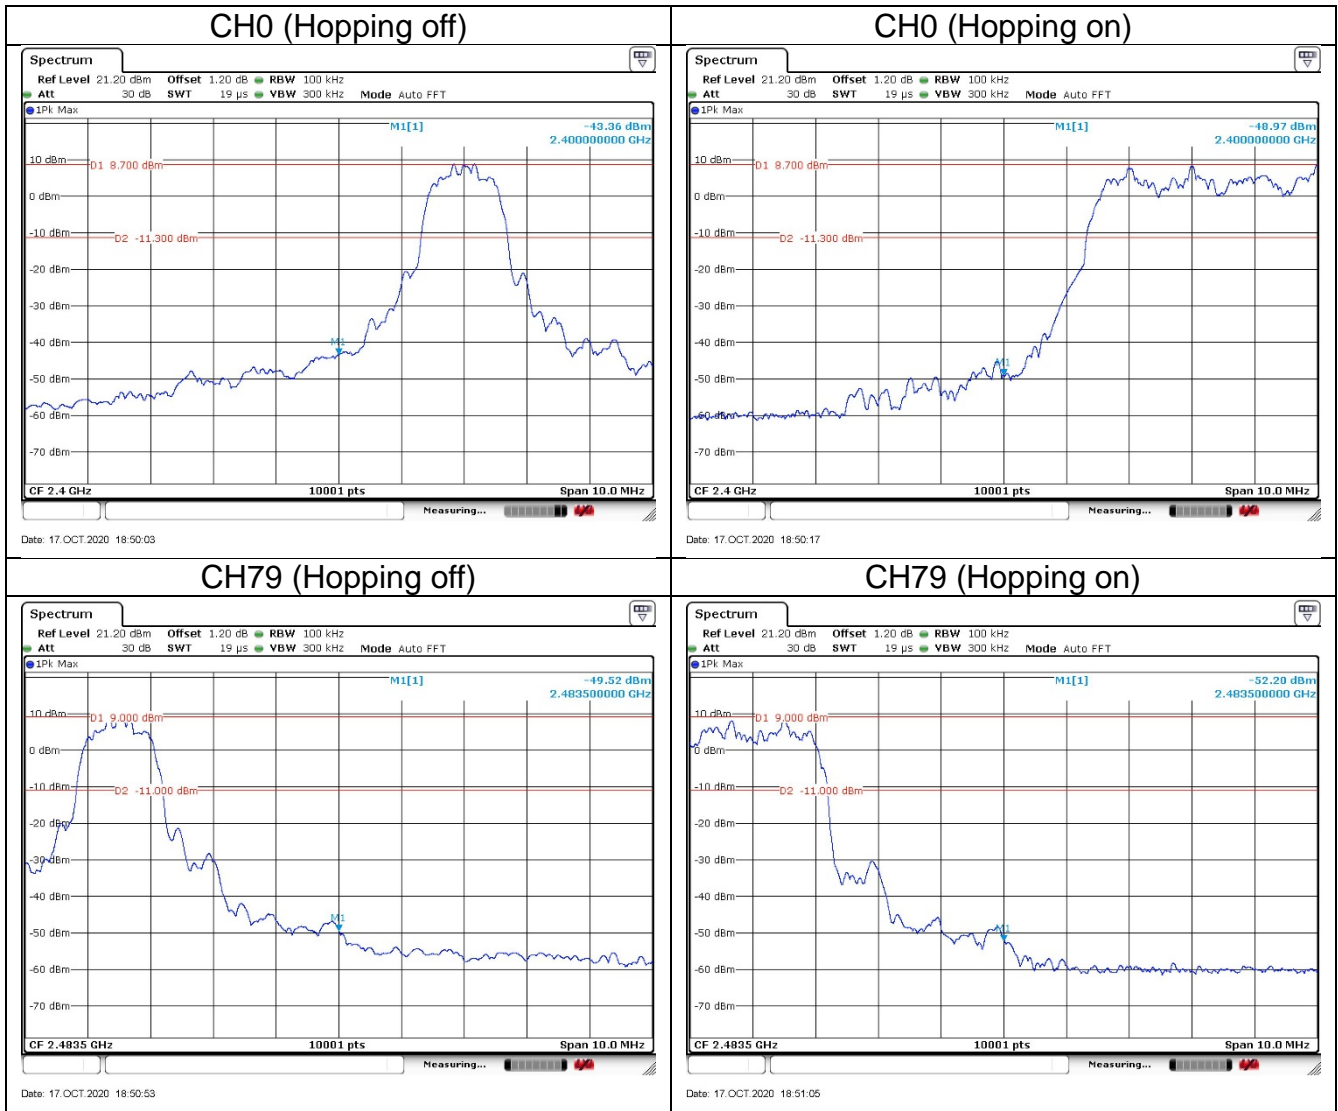 CH0 (Hopping off)
Spectrum
Ref Level 21.20 dBm Offset 1.20 dB RBW 100 kHz
Att 30 dB SWT 19 µs VBW 300 kHz Mode Auto FFT
1Pk Max
M1[1] -43.36 dBm
2.400000000 GHz
10 dBm
D1 8.700 dBm
0 dBm
-10 dBm
D2 -11.300 dBm
-20 dBm
-30 dBm
M1
-40 dBm
-50 dBm
-60 dBm
-70 dBm
CF 2.4 GHz 10001 pts Span 10.0 MHz
Measuring...
Date: 17.OCT.2020 18:50:03
CH0 (Hopping on)
Spectrum
Ref Level 21.20 dBm Offset 1.20 dB RBW 100 kHz
Att 30 dB SWT 19 µs VBW 300 kHz Mode Auto FFT
1Pk Max
M1[1] -48.97 dBm
2.400000000 GHz
10 dBm
D1 8.700 dBm
0 dBm
-10 dBm
D2 -11.300 dBm
-20 dBm
-30 dBm
-40 dBm
M1
-50 dBm
-60 dBm
-70 dBm
CF 2.4 GHz 10001 pts Span 10.0 MHz
Measuring...
Date: 17.OCT.2020 18:50:17
CH79 (Hopping off)
Spectrum
Ref Level 21.20 dBm Offset 1.20 dB RBW 100 kHz
Att 30 dB SWT 19 µs VBW 300 kHz Mode Auto FFT
1Pk Max
M1[1] -49.52 dBm
2.483500000 GHz
10 dBm
D1 9.000 dBm
0 dBm
-10 dBm
D2 -11.000 dBm
-20 dBm
-30 dBm
-40 dBm
M1
-50 dBm
-60 dBm
-70 dBm
CF 2.4835 GHz 10001 pts Span 10.0 MHz
Measuring...
Date: 17.OCT.2020 18:50:53
CH79 (Hopping on)
Spectrum
Ref Level 21.20 dBm Offset 1.20 dB RBW 100 kHz
Att 30 dB SWT 19 µs VBW 300 kHz Mode Auto FFT
1Pk Max
M1[1] -52.20 dBm
2.483500000 GHz
10 dBm
D1 9.000 dBm
0 dBm
-10 dBm
D2 -11.000 dBm
-20 dBm
-30 dBm
-40 dBm
M1
-50 dBm
-60 dBm
-70 dBm
CF 2.4835 GHz 10001 pts Span 10.0 MHz
Measuring...
Date: 17.OCT.2020 18:51:05